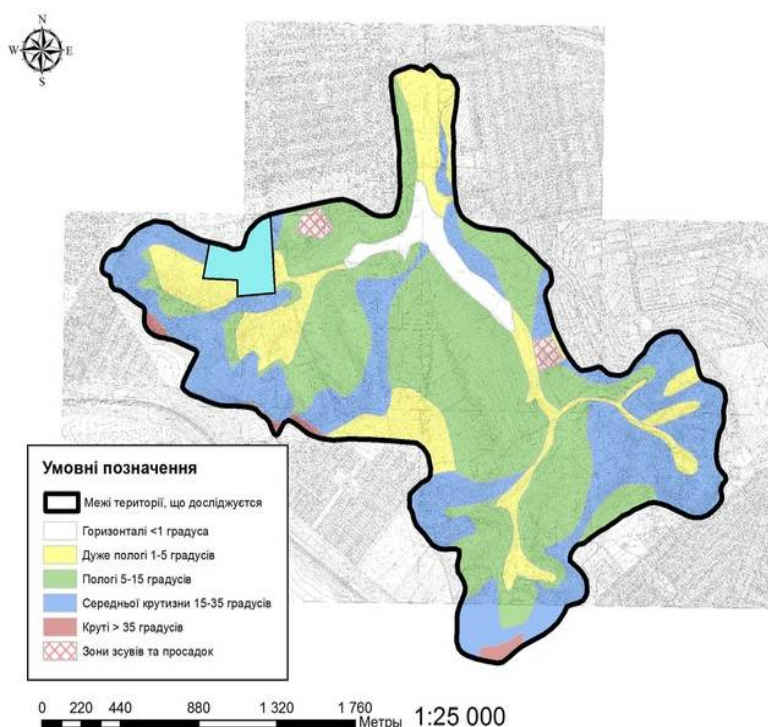 N
W E
S
Умовні позначення
Межі території, що досліджуєтся
Горизонталі <1 градуса
Дуже пологі 1-5 градусів
Пологі 5-15 градусів
Середньої крутизни 15-35 градусів
Круті > 35 градусів
Зони зсувів та просадок
0 220 440 880 1 320 1 760
Метры 1:25 000